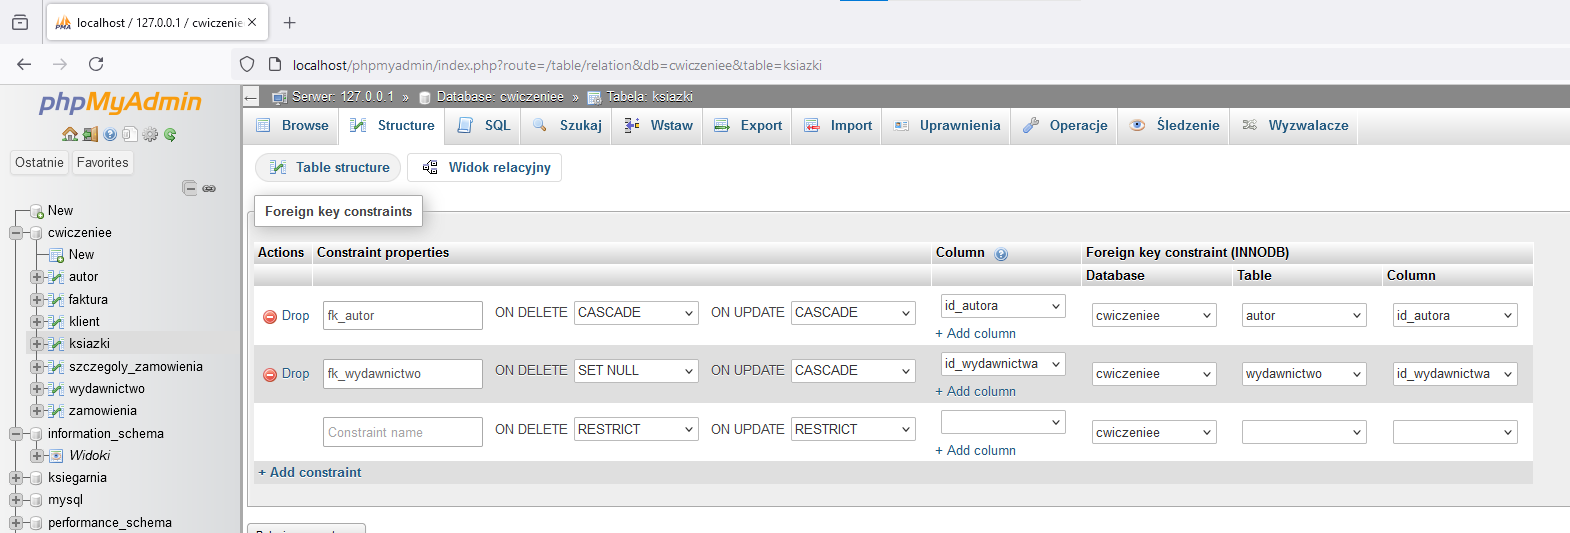 localhost / 127.0.0.1 / cwiczenie
localhost/phpmyadmin/index.php?route=/table/relation&db=cwiczeniee&table=ksiazki
phpMyAdmin
Ostatnie Favorites
New
cwiczeniee
New
autor
faktura
klient
ksiazki
szczegoly_zamowienia
wydawnictwo
zamowienia
information_schema
Widoki
ksiegarnia
mysql
performance_schema
Serwer: 127.0.0.1 » Database: cwiczeniee » Tabela: ksiazki
Browse Structure SQL Szukaj Wstaw Export Import Uprawnienia Operacje Śledzenie Wyzwalacze
Table structure Widok relacyjny
Foreign key constraints
Actions Constraint properties Column Foreign key constraint (INNODB)
Database Table Column
Drop fk_autor ON DELETE CASCADE ON UPDATE CASCADE id_autora cwiczeniee autor id_autora
+ Add column
Drop fk_wydawnictwo ON DELETE SET NULL ON UPDATE CASCADE id_wydawnictwa cwiczeniee wydawnictwo id_wydawnictwa
+ Add column
Constraint name ON DELETE RESTRICT ON UPDATE RESTRICT cwiczeniee
+ Add column
+ Add constraint